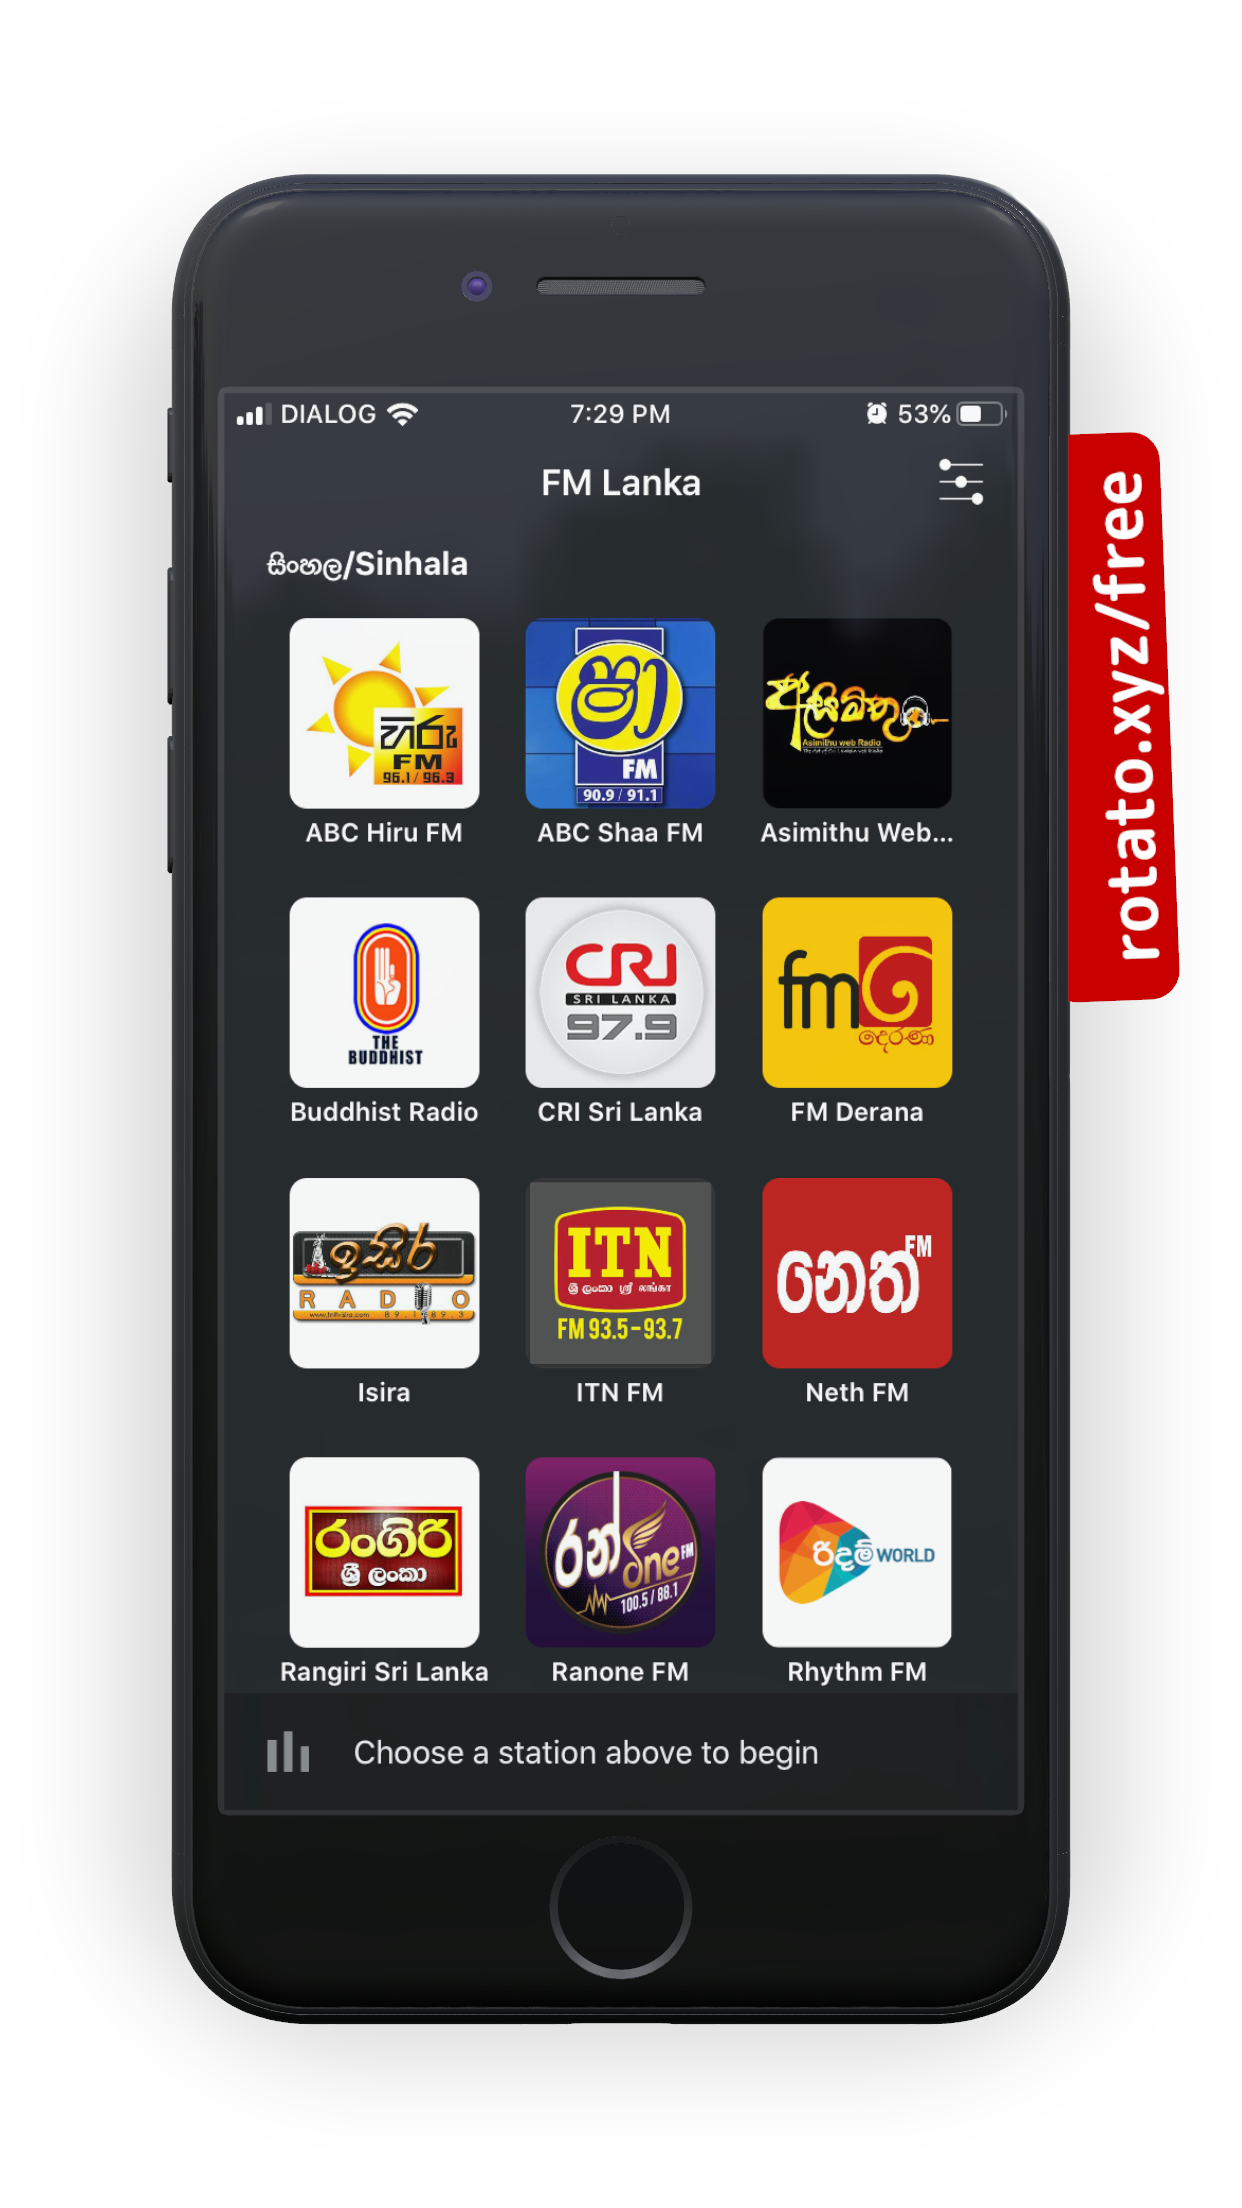 DIALOG 7:29 PM 53%
FM Lanka
සිංහල/Sinhala
හිරු
FM
96.1 / 96.3
ABC Hiru FM
ෂා
FM
90.9 / 91.1
ABC Shaa FM
අසිමිතු
Asimithu web Radio
Asimithu Web...
THE
BUDDHIST
Buddhist Radio
CRI
SRI LANKA
97.9
CRI Sri Lanka
fm
දෙරණ
FM Derana
ඉසිර
RADIO
Isira
ITN
ශ්‍රී ලංකා ஸ்ரீ லங்கா
FM 93.5-93.7
ITN FM
නෙත් FM
Neth FM
රංගිරි
ශ්‍රී ලංකා
Rangiri Sri Lanka
රන් One FM
100.5 / 88.1
Ranone FM
රිදම් WORLD
Rhythm FM
Choose a station above to begin
rotato.xyz/free